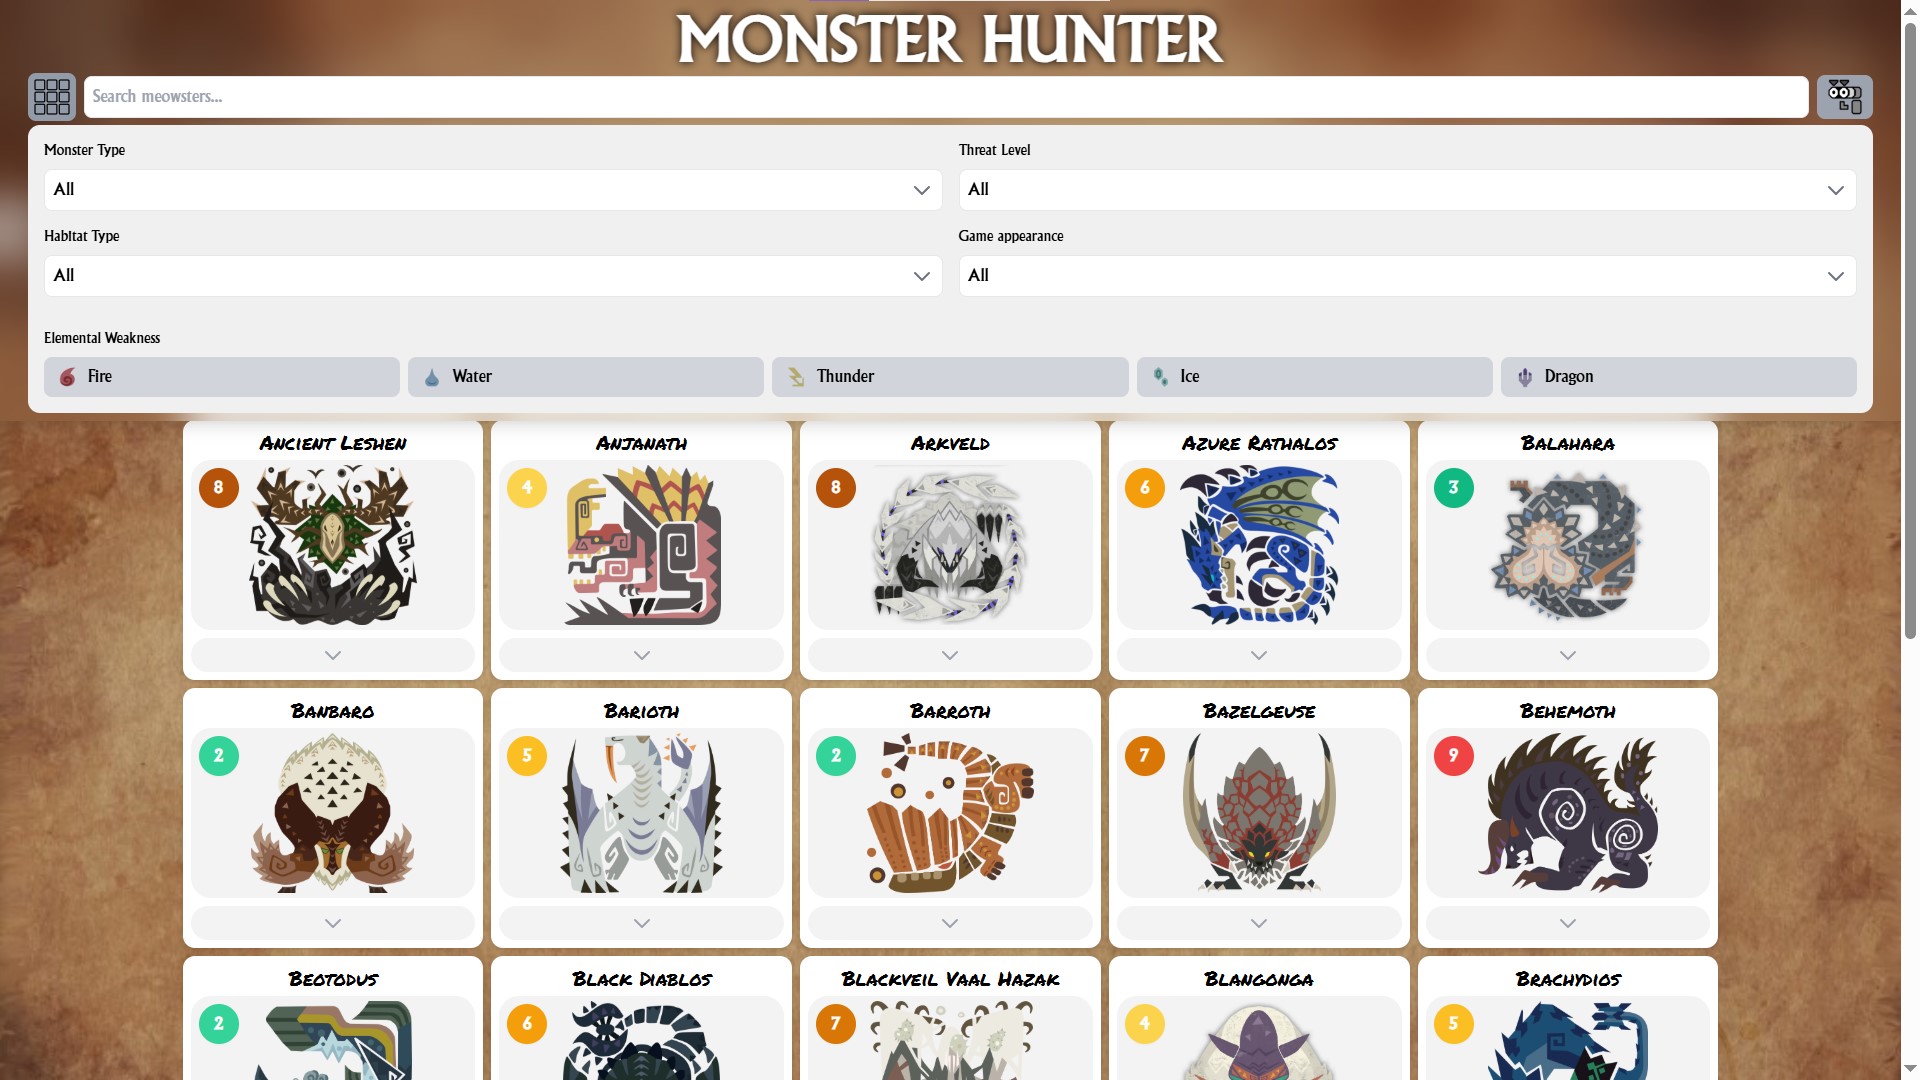 MONSTER HUNTER
Search meowsters...
Monster Type
Threat Level
All
All
Habitat Type
Game appearance
All
All
Elemental Weakness
Fire
Water
Thunder
Ice
Dragon
Ancient Leshen
Anjanath
Arkveld
Azure Rathalos
Balahara
8
4
8
6
3
Banbaro
Barioth
Barroth
Bazelgeuse
Behemoth
2
5
2
7
9
Beotodus
Black Diablos
Blackveil Vaal Hazak
Blangonga
Brachydios
2
6
7
4
5